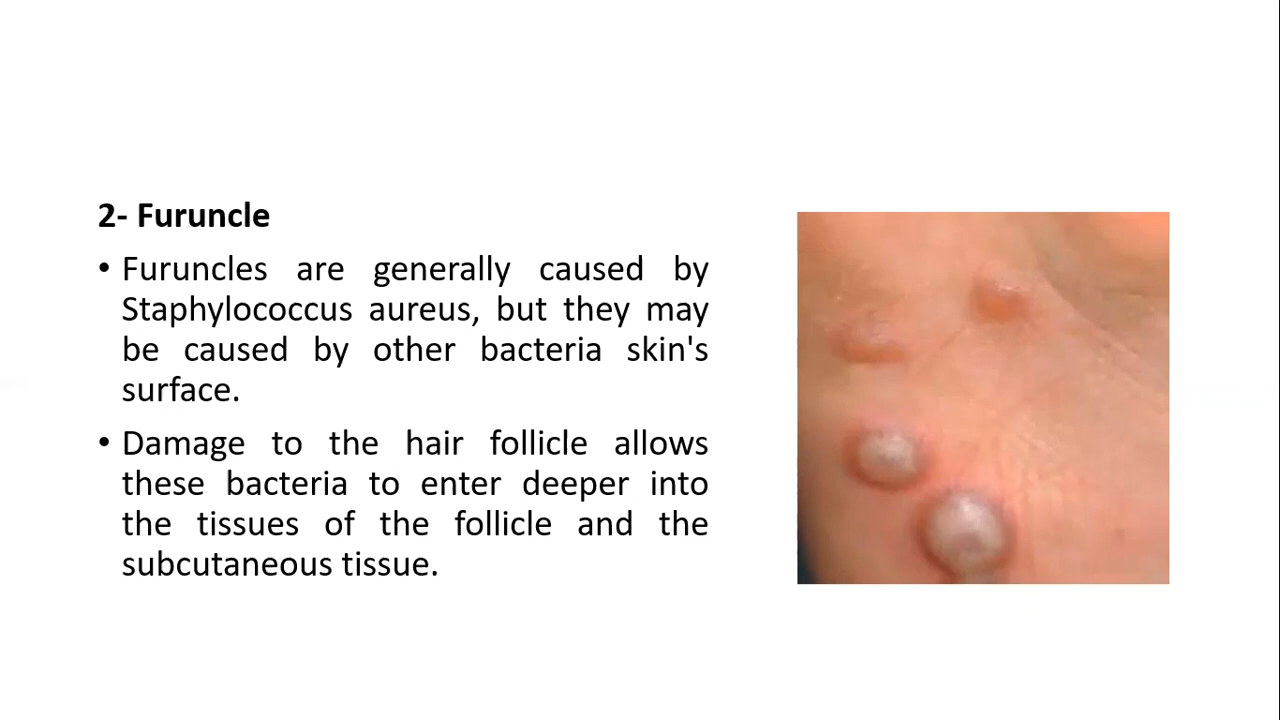 2- Furuncle
• Furuncles are generally caused by
Staphylococcus aureus, but they may
be caused by other bacteria skin's
surface.
• Damage to the hair follicle allows
these bacteria to enter deeper into
the tissues of the follicle and the
subcutaneous tissue.